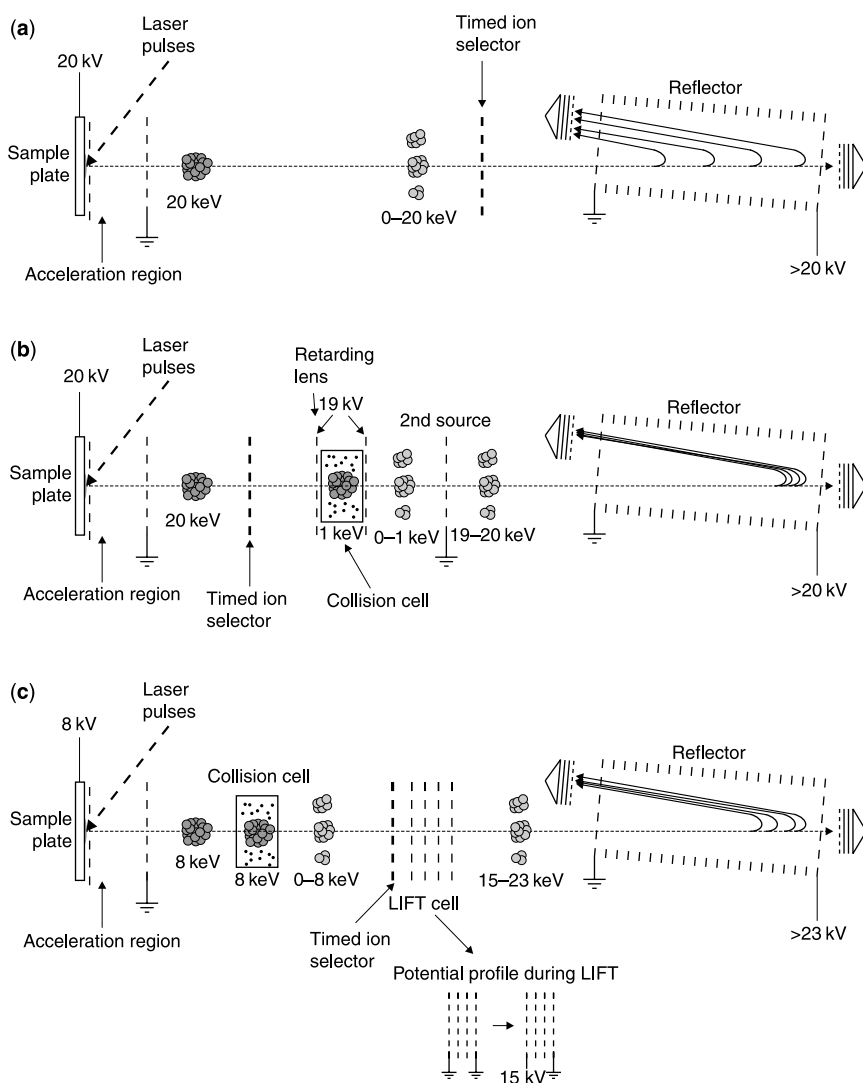 (a)
Laser
pulses
Timed ion
selector
20 kV
Reflector
Sample
plate
20 keV
0–20 keV
Acceleration region
>20 kV
(b)
Laser
pulses
Retarding
lens
20 kV
19 kV
2nd source
Reflector
Sample
plate
20 keV
1 keV
0–1 keV
19–20 keV
Acceleration region
Timed ion
selector
Collision cell
>20 kV
(c)
Laser
pulses
8 kV
Collision cell
Reflector
Sample
plate
8 keV
8 keV
0–8 keV
15–23 keV
LIFT cell
Acceleration region
Timed ion
selector
>23 kV
Potential profile during LIFT
15 kV